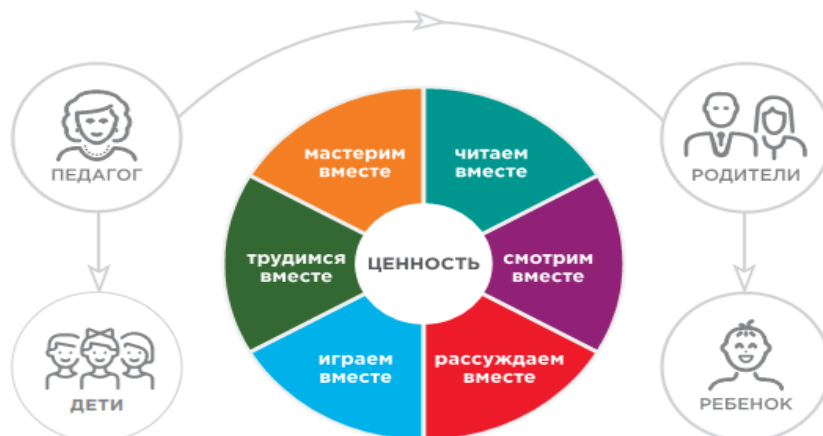 ПЕДАГОГ
РОДИТЕЛИ
мастерим
вместе
читаем
вместе
трудимся
вместе
ЦЕННОСТЬ
смотрим
вместе
играем
вместе
рассуждаем
вместе
ДЕТИ
РЕБЕНОК